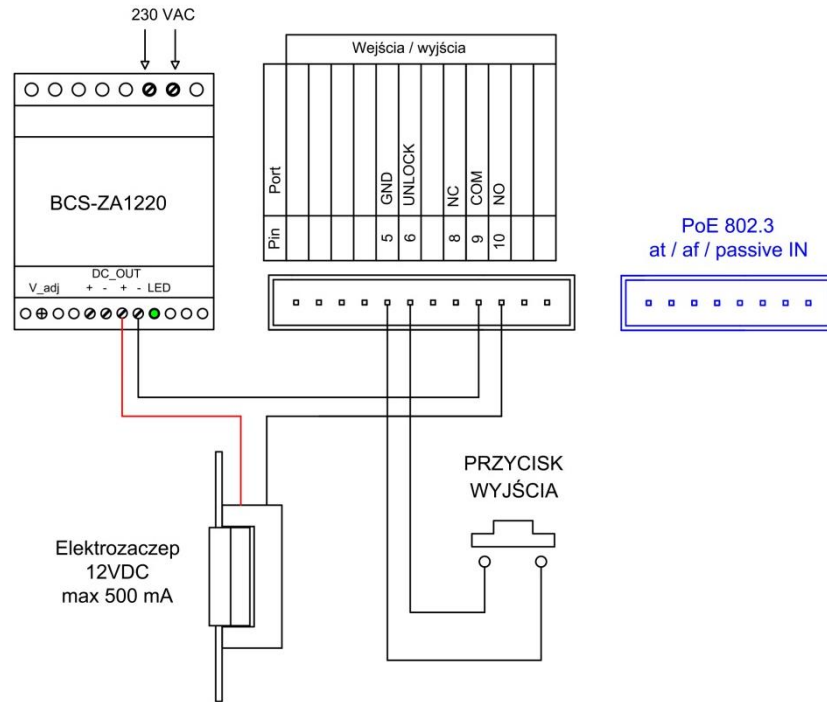 230 VAC
BCS-ZA1220
DC_OUT
V_adj + - + - LED
Wejścia / wyjścia
Port
GND
UNLOCK
NC
COM
NO
Pin
5
6
8
9
10
PoE 802.3
at / af / passive IN
PRZYCISK
WYJŚCIA
Elektrozaczep
12VDC
max 500 mA